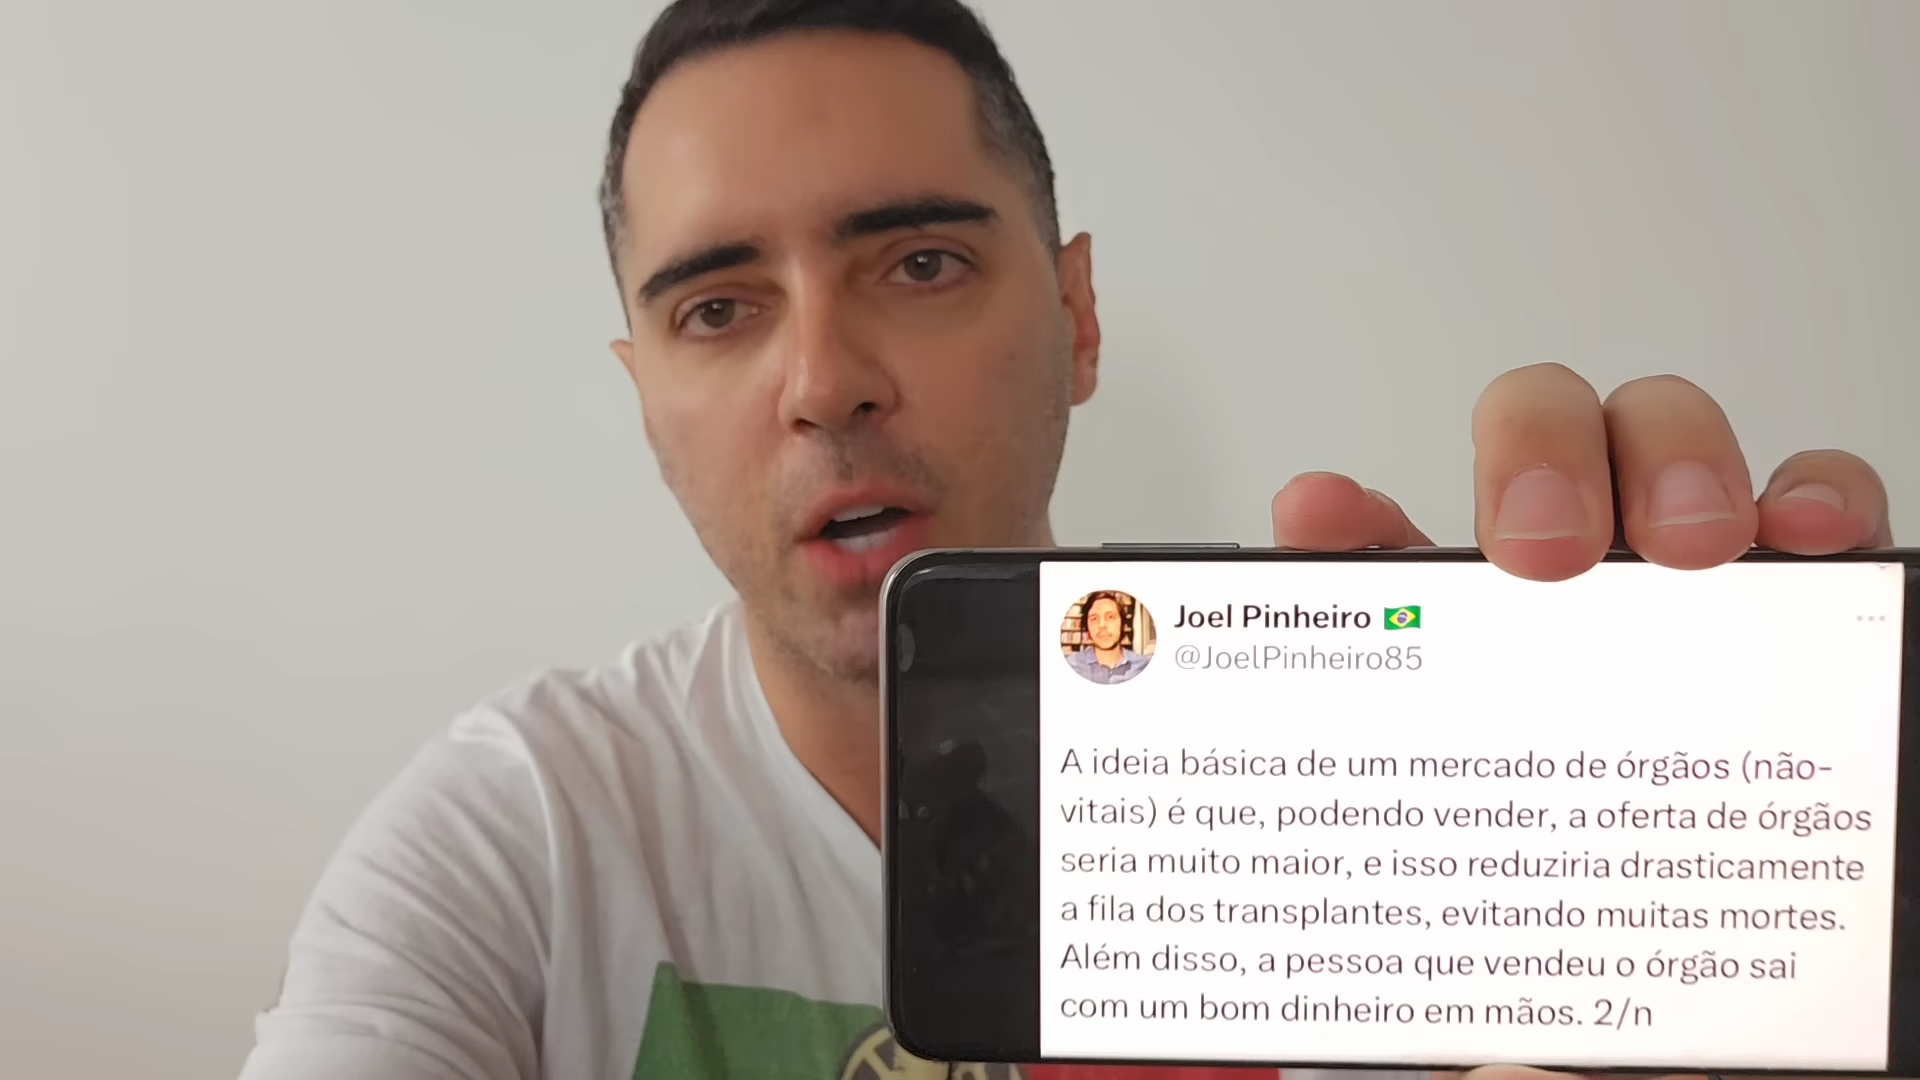 Joel Pinheiro 🇧🇷
@JoelPinheiro85
A ideia básica de um mercado de órgãos (não-
vitais) é que, podendo vender, a oferta de órgãos
seria muito maior, e isso reduziria drasticamente
a fila dos transplantes, evitando muitas mortes.
Além disso, a pessoa que vendeu o órgão sai
com um bom dinheiro em mãos. 2/n